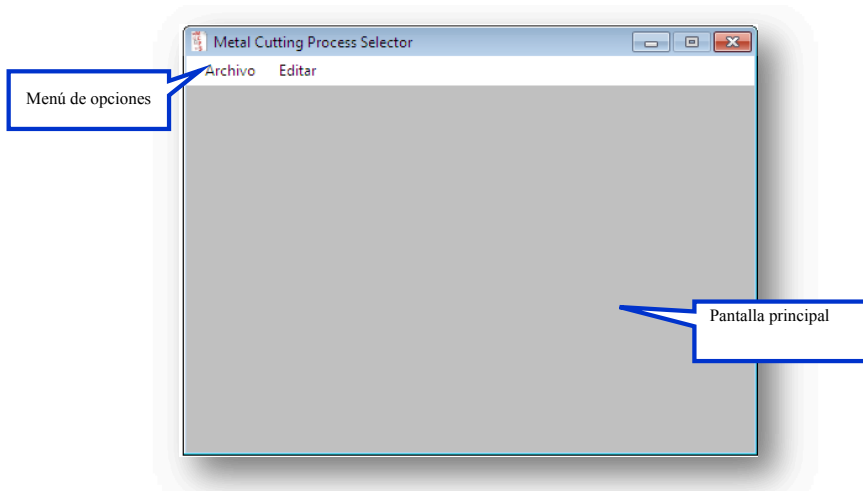 Metal Cutting Process Selector
Archivo Editar
Menú de opciones
Pantalla principal